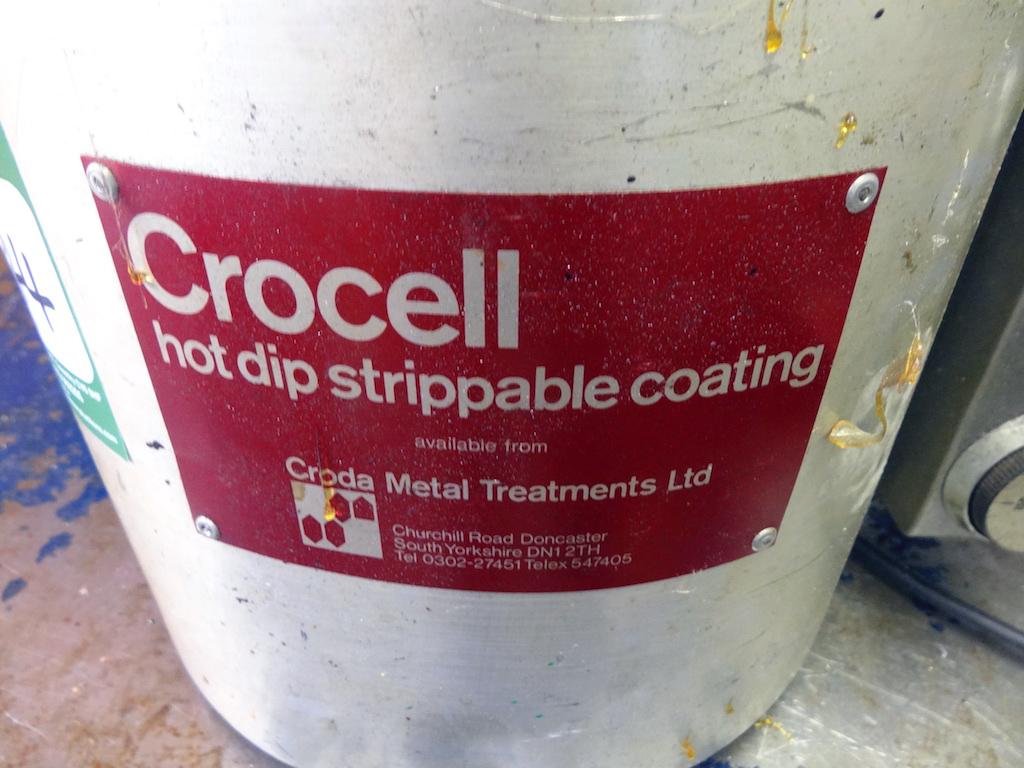 Crocell
hot dip strippable coating
available from
Croda Metal Treatments Ltd
Churchill Road Doncaster
South Yorkshire DN1 2TH
Tel 0302-27451 Telex 547405
4